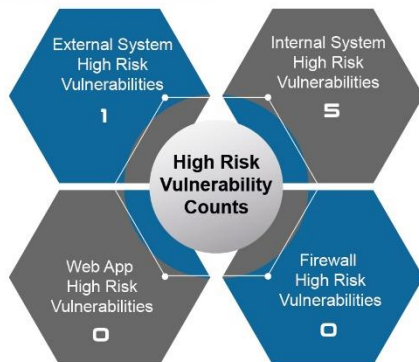 External System
High Risk
Vulnerabilities
1
Internal System
High Risk
Vulnerabilities
5
High Risk
Vulnerability
Counts
Web App
High Risk
Vulnerabilities
0
Firewall
High Risk
Vulnerabilities
0